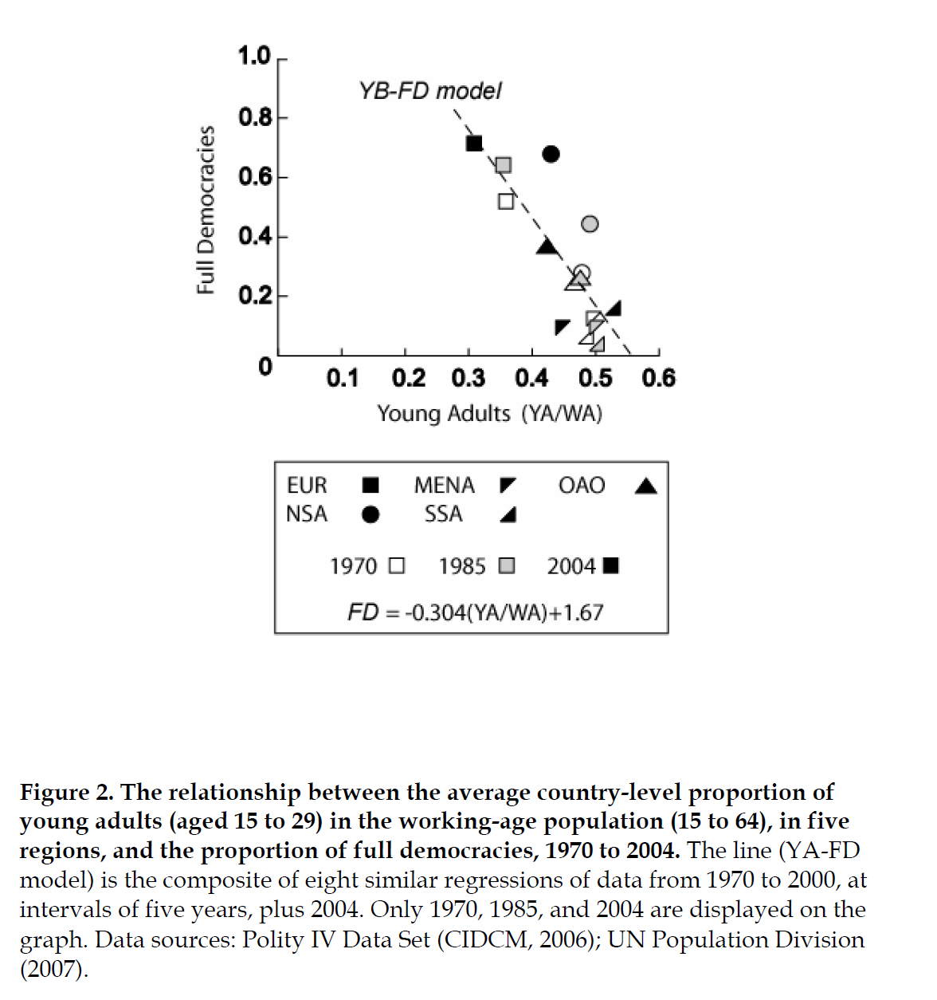 1.0
YB-FD model
0.8
0.6
0.4
0.2
0
Full Democracies
0.1 0.2 0.3 0.4 0.5 0.6
Young Adults (YA/WA)
EUR MENA OAO
NSA SSA
1970 1985 2004
FD = -0.304(YA/WA)+1.67
Figure 2. The relationship between the average country-level proportion of
young adults (aged 15 to 29) in the working-age population (15 to 64), in five
regions, and the proportion of full democracies, 1970 to 2004. The line (YA-FD
model) is the composite of eight similar regressions of data from 1970 to 2000, at
intervals of five years, plus 2004. Only 1970, 1985, and 2004 are displayed on the
graph. Data sources: Polity IV Data Set (CIDCM, 2006); UN Population Division
(2007).